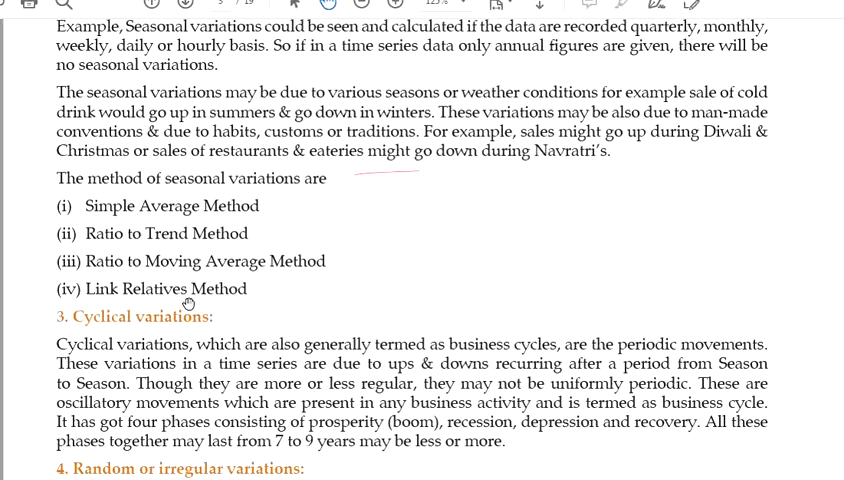 Example, Seasonal variations could be seen and calculated if the data are recorded quarterly, monthly,
weekly, daily or hourly basis. So if in a time series data only annual figures are given, there will be
no seasonal variations.
The seasonal variations may be due to various seasons or weather conditions for example sale of cold
drink would go up in summers & go down in winters. These variations may be also due to man-made
conventions & due to habits, customs or traditions. For example, sales might go up during Diwali &
Christmas or sales of restaurants & eateries might go down during Navratri's.
The method of seasonal variations are
(i) Simple Average Method
(ii) Ratio to Trend Method
(iii) Ratio to Moving Average Method
(iv) Link Relatives Method
3. Cyclical variations:
Cyclical variations, which are also generally termed as business cycles, are the periodic movements.
These variations in a time series are due to ups & downs recurring after a period from Season
to Season. Though they are more or less regular, they may not be uniformly periodic. These are
oscillatory movements which are present in any business activity and is termed as business cycle.
It has got four phases consisting of prosperity (boom), recession, depression and recovery. All these
phases together may last from 7 to 9 years may be less or more.
4. Random or irregular variations: